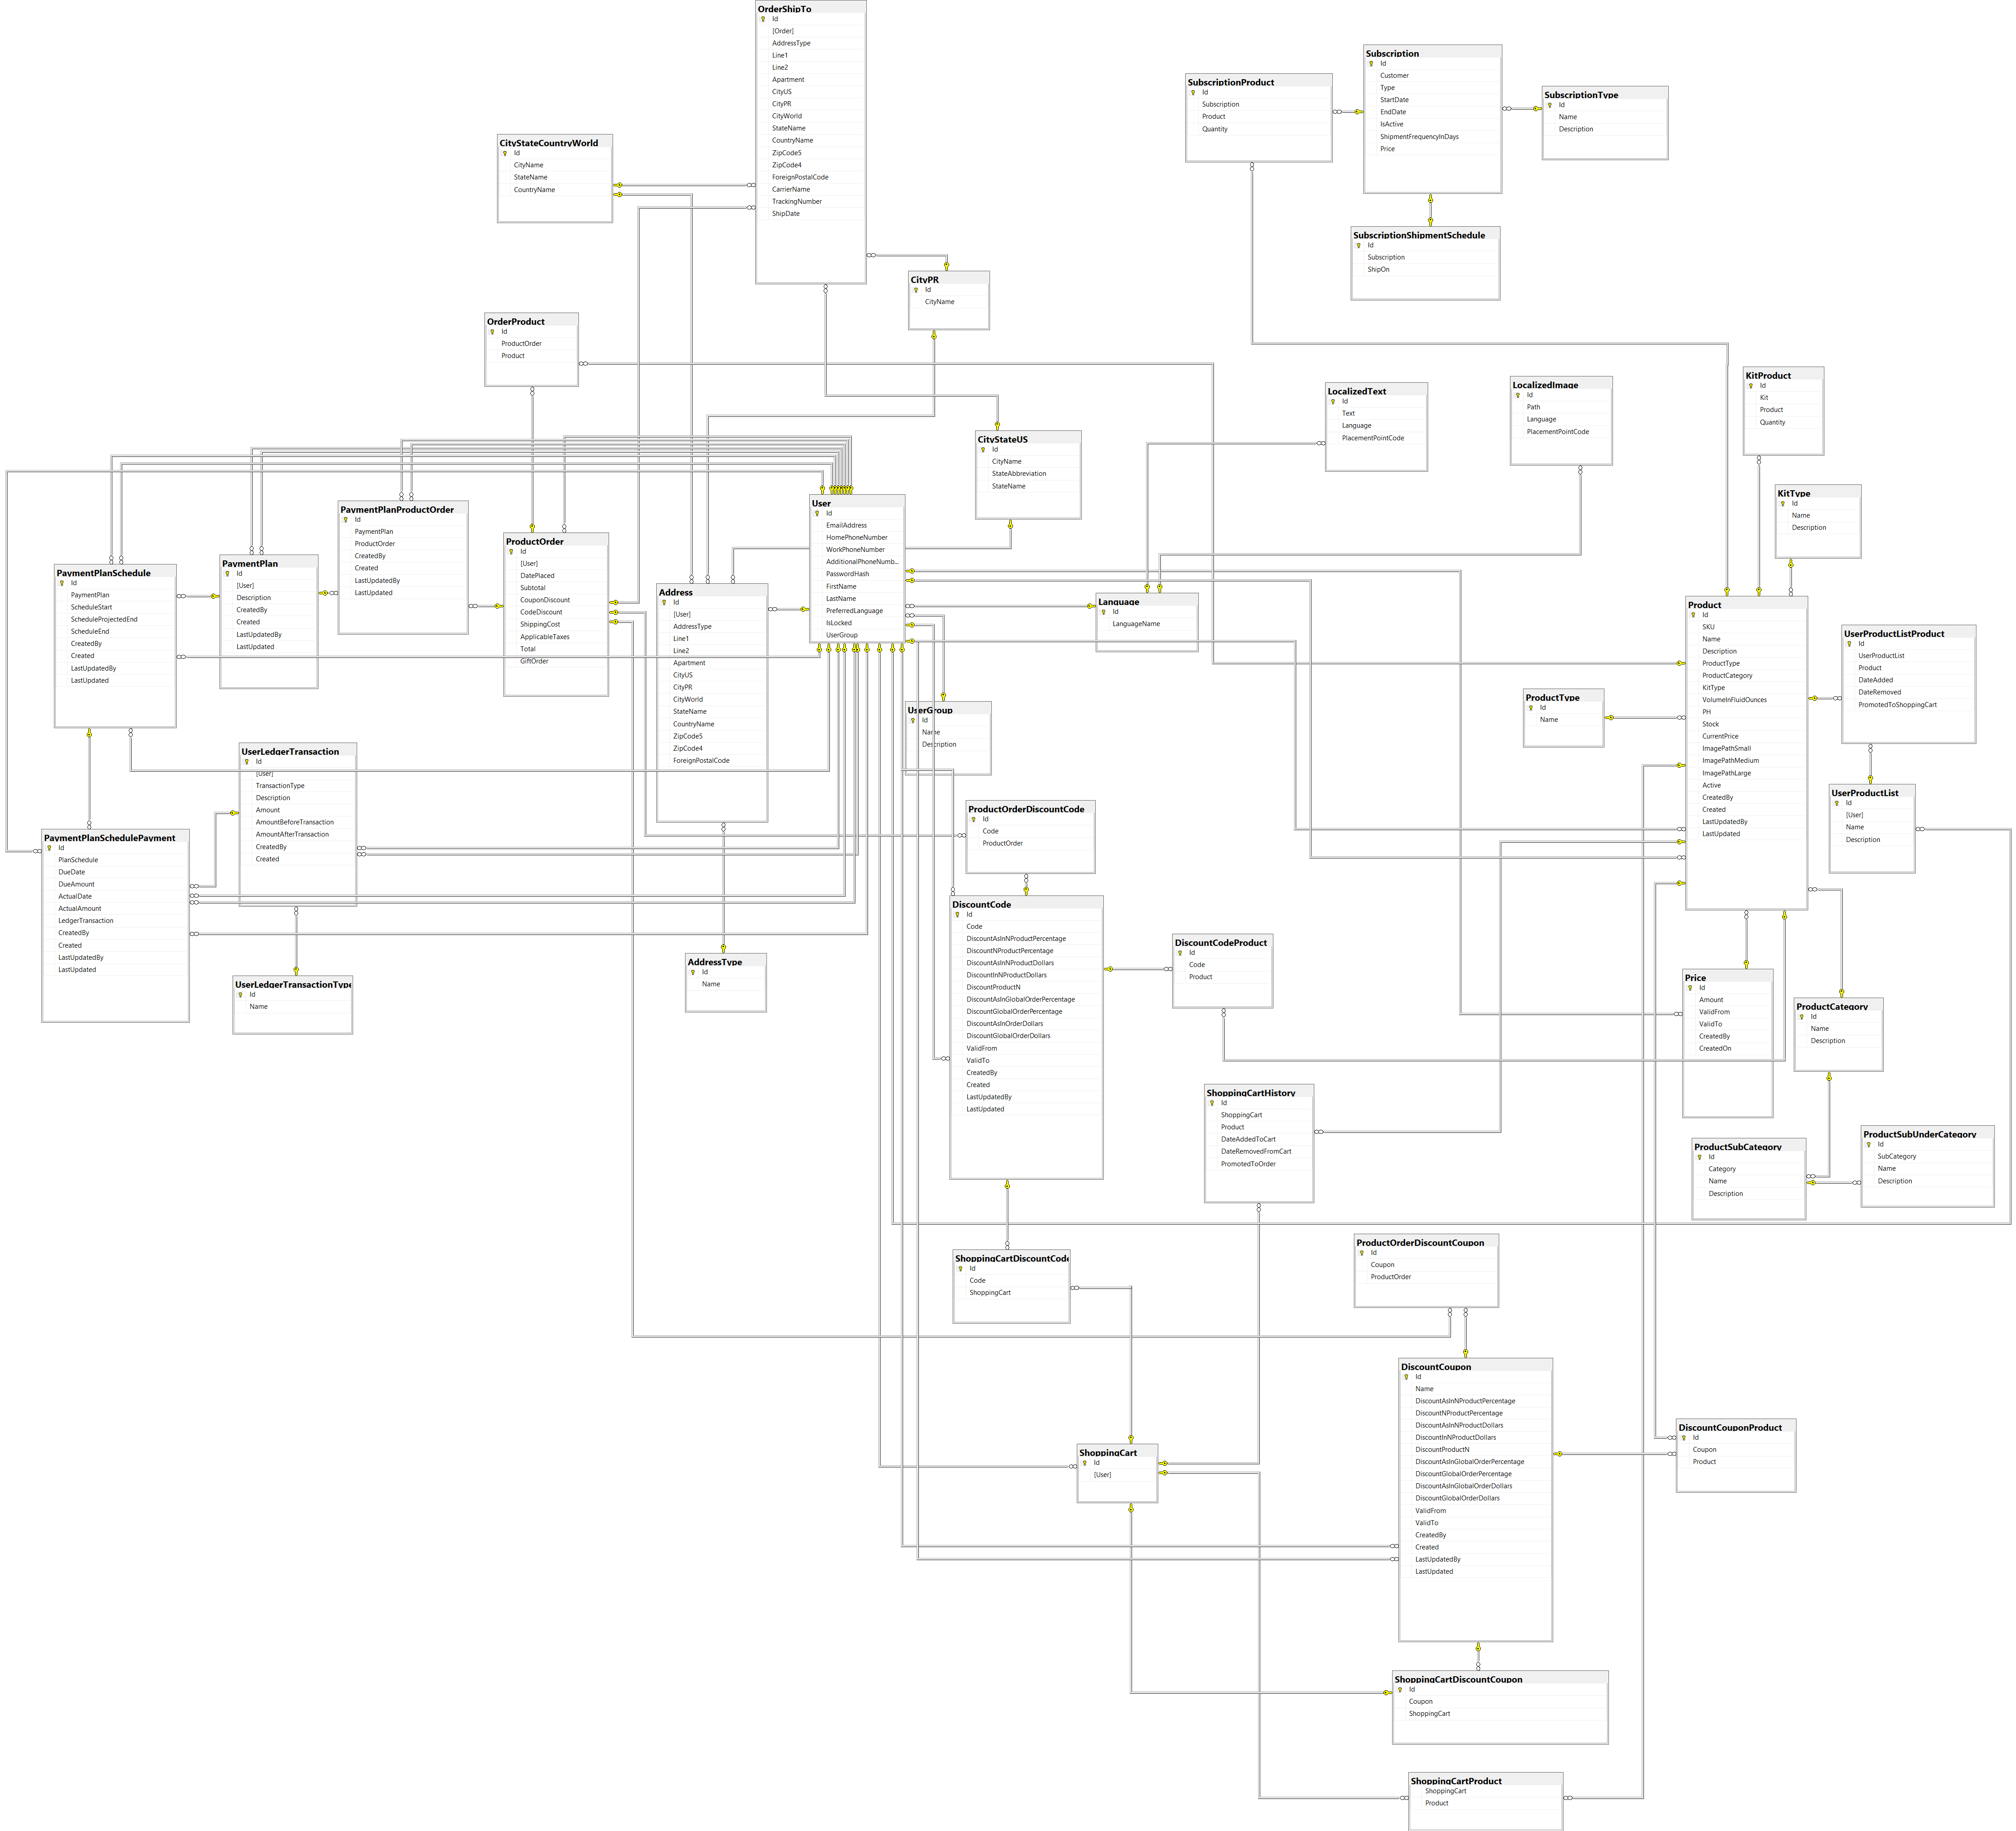 OrderShipTo
Id
[Order]
AddressType
Line1
Line2
Apartment
CityUS
CityPR
CityWorld
StateName
CountryName
ZipCode5
ZipCode4
ForeignPostalCode
CarrierName
TrackingNumber
ShipDate
Subscription
Id
Customer
Type
StartDate
EndDate
IsActive
ShipmentFrequencyInDays
Price
SubscriptionProduct
Id
Subscription
Product
Quantity
SubscriptionType
Id
Name
Description
CityStateCountryWorld
Id
CityName
StateName
CountryName
SubscriptionShipmentSchedule
Id
Subscription
ShipOn
CityPR
Id
CityName
OrderProduct
Id
ProductOrder
Product
LocalizedText
Id
Text
Language
PlacementPointCode
LocalizedImage
Id
Path
Language
PlacementPointCode
KitProduct
Id
Kit
Product
Quantity
CityStateUS
Id
CityName
StateAbbreviation
StateName
KitType
Id
Name
Description
User
Id
EmailAddress
HomePhoneNumber
WorkPhoneNumber
AdditionalPhoneNumb...
PasswordHash
FirstName
LastName
PreferredLanguage
IsLocked
UserGroup
PaymentPlanProductOrder
Id
PaymentPlan
ProductOrder
CreatedBy
Created
LastUpdatedBy
LastUpdated
ProductOrder
Id
[User]
DatePlaced
Subtotal
CouponDiscount
CodeDiscount
ShippingCost
ApplicableTaxes
Total
GiftOrder
PaymentPlan
Id
[User]
Description
CreatedBy
Created
LastUpdatedBy
LastUpdated
PaymentPlanSchedule
Id
PaymentPlan
ScheduleStart
ScheduleProjectedEnd
ScheduleEnd
CreatedBy
Created
LastUpdatedBy
LastUpdated
Address
Id
[User]
AddressType
Line1
Line2
Apartment
CityUS
CityPR
CityWorld
StateName
CountryName
ZipCode5
ZipCode4
ForeignPostalCode
Language
Id
LanguageName
Product
Id
SKU
Name
Description
ProductType
ProductCategory
KitType
VolumeInFluidOunces
PH
Stock
CurrentPrice
ImagePathSmall
ImagePathMedium
ImagePathLarge
Active
CreatedBy
Created
LastUpdatedBy
LastUpdated
UserProductListProduct
Id
UserProductList
Product
DateAdded
DateRemoved
PromotedToShoppingCart
ProductType
Id
Name
UserGroup
Id
Name
Description
UserLedgerTransaction
Id
[User]
TransactionType
Description
Amount
AmountBeforeTransaction
AmountAfterTransaction
CreatedBy
Created
UserProductList
Id
[User]
Name
Description
ProductOrderDiscountCode
Id
Code
ProductOrder
PaymentPlanSchedulePayment
Id
PlanSchedule
DueDate
DueAmount
ActualDate
ActualAmount
LedgerTransaction
CreatedBy
Created
LastUpdatedBy
LastUpdated
DiscountCode
Id
Code
DiscountAsInNProductPercentage
DiscountNProductPercentage
DiscountAsInNProductDollars
DiscountInNProductDollars
DiscountProductN
DiscountAsInGlobalOrderPercentage
DiscountGlobalOrderPercentage
DiscountAsInOrderDollars
DiscountGlobalOrderDollars
ValidFrom
ValidTo
CreatedBy
Created
LastUpdatedBy
LastUpdated
DiscountCodeProduct
Id
Code
Product
AddressType
Id
Name
UserLedgerTransactionType
Id
Name
Price
Id
Amount
ValidFrom
ValidTo
CreatedBy
CreatedOn
ProductCategory
Id
Name
Description
ShoppingCartHistory
Id
ShoppingCart
Product
DateAddedToCart
DateRemovedFromCart
PromotedToOrder
ProductSubCategory
Id
Category
Name
Description
ProductSubUnderCategory
Id
SubCategory
Name
Description
ShoppingCartDiscountCode
Id
Code
ShoppingCart
ProductOrderDiscountCoupon
Id
Coupon
ProductOrder
DiscountCoupon
Id
Name
DiscountAsInNProductPercentage
DiscountNProductPercentage
DiscountAsInNProductDollars
DiscountInNProductDollars
DiscountProductN
DiscountAsInGlobalOrderPercentage
DiscountGlobalOrderPercentage
DiscountAsInGlobalOrderDollars
DiscountGlobalOrderDollars
ValidFrom
ValidTo
CreatedBy
Created
LastUpdatedBy
LastUpdated
DiscountCouponProduct
Id
Coupon
Product
ShoppingCart
Id
[User]
ShoppingCartDiscountCoupon
Id
Coupon
ShoppingCart
ShoppingCartProduct
ShoppingCart
Product